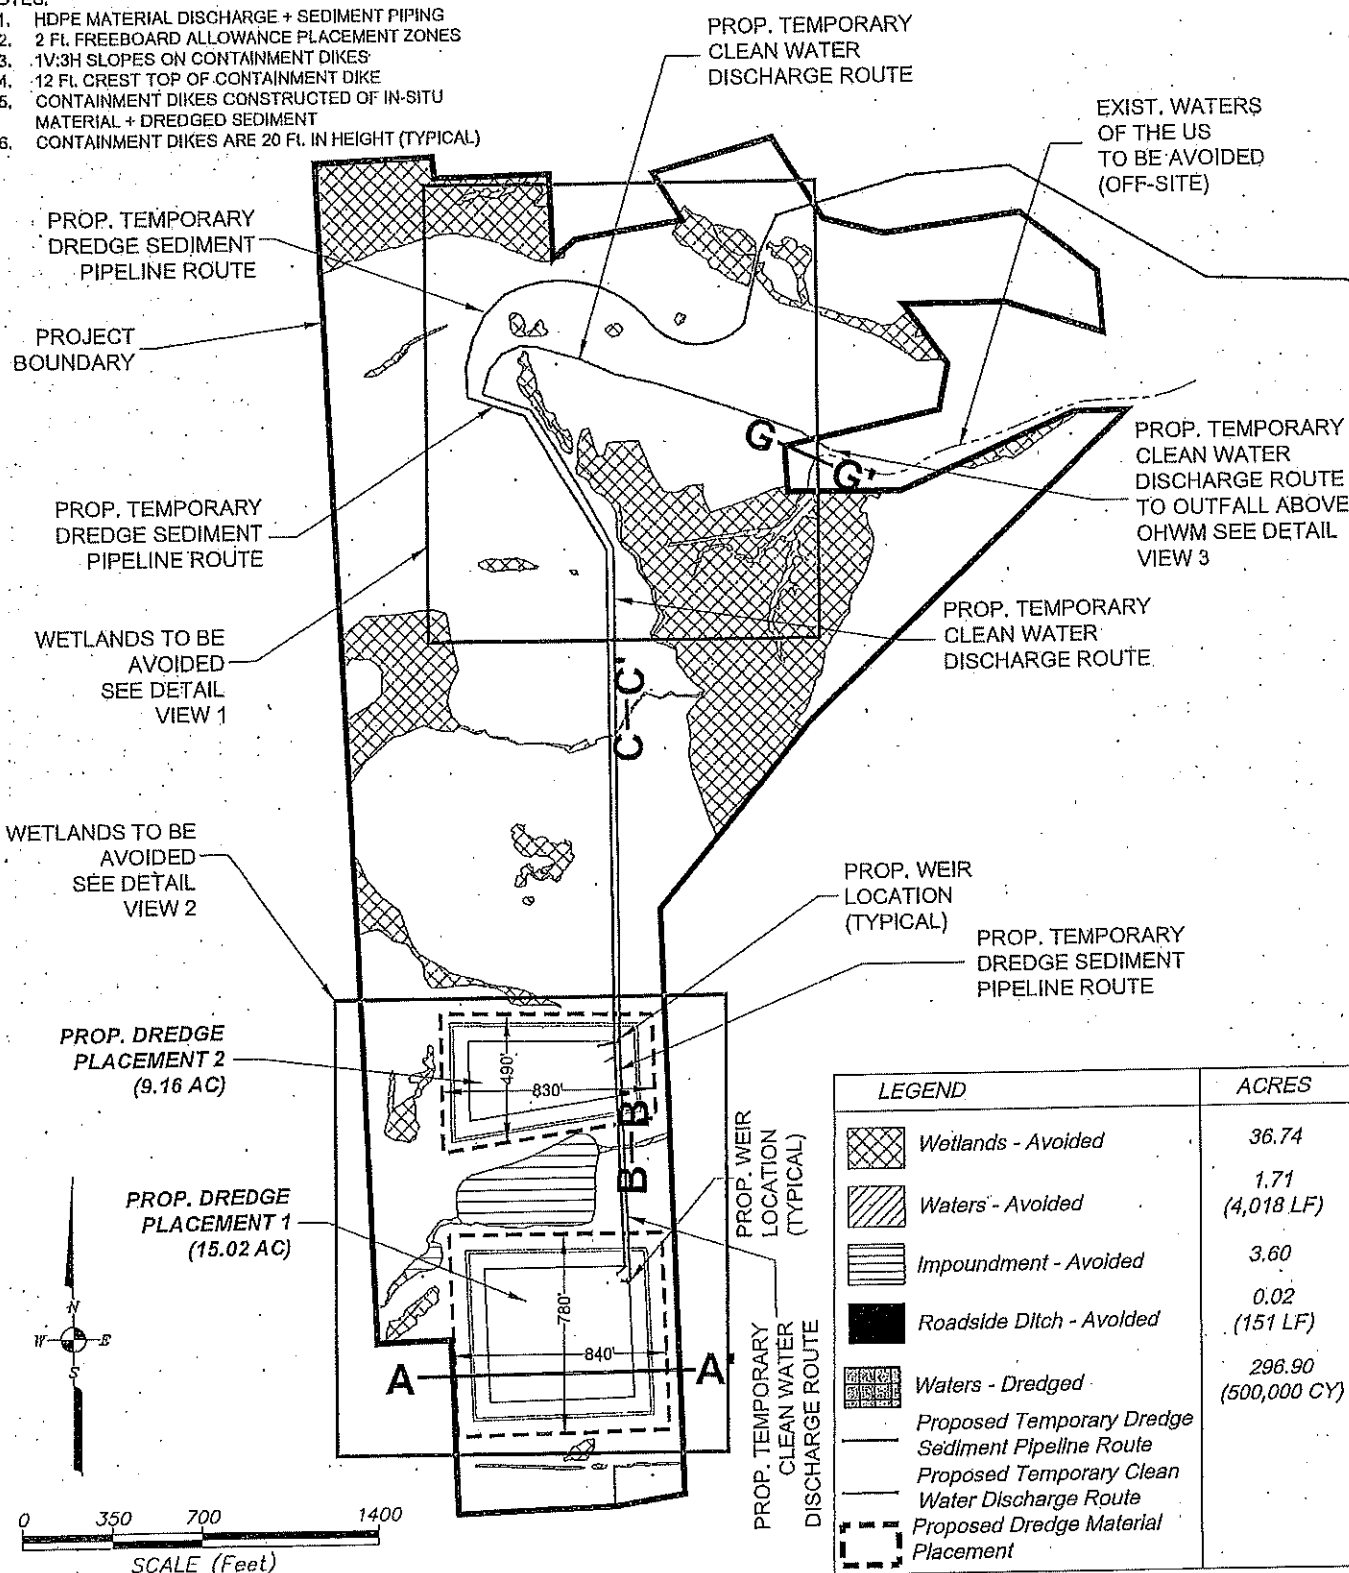 1. HDPE MATERIAL DISCHARGE + SEDIMENT PIPING
2. 2 Ft. FREEBOARD ALLOWANCE PLACEMENT ZONES
3. 1V:3H SLOPES ON CONTAINMENT DIKES
4. 12 Ft. CREST TOP OF CONTAINMENT DIKE
5. CONTAINMENT DIKES CONSTRUCTED OF IN-SITU
MATERIAL + DREDGED SEDIMENT
6. CONTAINMENT DIKES ARE 20 Ft. IN HEIGHT (TYPICAL)
PROP. TEMPORARY
CLEAN WATER
DISCHARGE ROUTE
EXIST. WATERS
OF THE US
TO BE AVOIDED
(OFF-SITE)
PROP. TEMPORARY
DREDGE SEDIMENT
PIPELINE ROUTE
PROJECT
BOUNDARY
G
G'
PROP. TEMPORARY
CLEAN WATER
DISCHARGE ROUTE
TO OUTFALL ABOVE
OHWM SEE DETAIL
VIEW 3
PROP. TEMPORARY
DREDGE SEDIMENT
PIPELINE ROUTE
PROP. TEMPORARY
CLEAN WATER
DISCHARGE ROUTE
WETLANDS TO BE
AVOIDED
SEE DETAIL
VIEW 1
C
C'
WETLANDS TO BE
AVOIDED
SEE DETAIL
VIEW 2
PROP. WEIR
LOCATION
(TYPICAL)
PROP. TEMPORARY
DREDGE SEDIMENT
PIPELINE ROUTE
PROP. DREDGE
PLACEMENT 2
(9.16 AC)
490'
830'
B
B'
PROP. WEIR
LOCATION
(TYPICAL)
PROP. DREDGE
PLACEMENT 1
(15.02 AC)
780'
840'
A
A'
PROP. TEMPORARY
CLEAN WATER
DISCHARGE ROUTE
N
W E
S
0 350 700 1400
SCALE (Feet)
LEGEND ACRES
Wetlands - Avoided 36.74
Waters - Avoided 1.71
(4,018 LF)
Impoundment - Avoided 3.60
Roadside Ditch - Avoided 0.02
(151 LF)
Waters - Dredged 296.90
(500,000 CY)
Proposed Temporary Dredge
Sediment Pipeline Route
Proposed Temporary Clean
Water Discharge Route
Proposed Dredge Material
Placement